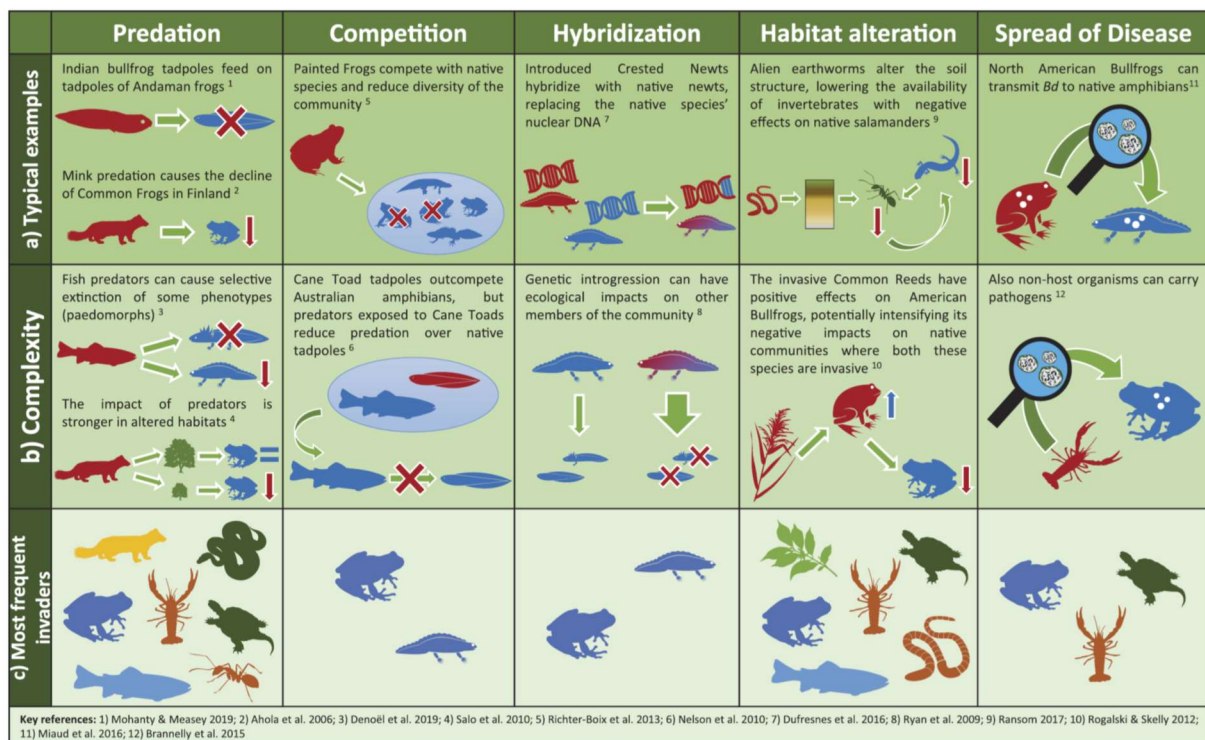 Predation
Competition
Hybridization
Habitat alteration
Spread of Disease
a) Typical examples
Indian bullfrog tadpoles feed on
tadpoles of Andaman frogs 1
Mink predation causes the decline
of Common Frogs in Finland 2
Painted Frogs compete with native
species and reduce diversity of the
community 5
Introduced Crested Newts
hybridize with native newts,
replacing the native species'
nuclear DNA 7
Alien earthworms alter the soil
structure, lowering the availability
of invertebrates with negative
effects on native salamanders 9
North American Bullfrogs can
transmit Bd to native amphibians11
b) Complexity
Fish predators can cause selective
extinction of some phenotypes
(paedomorphs) 3
The impact of predators is
stronger in altered habitats 4
Cane Toad tadpoles outcompete
Australian amphibians, but
predators exposed to Cane Toads
reduce predation over native
tadpoles 6
Genetic introgression can have
ecological impacts on other
members of the community 8
The invasive Common Reeds have
positive effects on American
Bullfrogs, potentially intensifying its
negative impacts on native
communities where both these
species are invasive 10
Also non-host organisms can carry
pathogens 12
c) Most frequent
invaders
Key references: 1) Mohanty & Measey 2019; 2) Ahola et al. 2006; 3) Denoël et al. 2019; 4) Salo et al. 2010; 5) Richter-Boix et al. 2013; 6) Nelson et al. 2010; 7) Dufresnes et al. 2016; 8) Ryan et al. 2009; 9) Ransom 2017; 10) Rogalski & Skelly 2012;
11) Miaud et al. 2016; 12) Brannelly et al. 2015